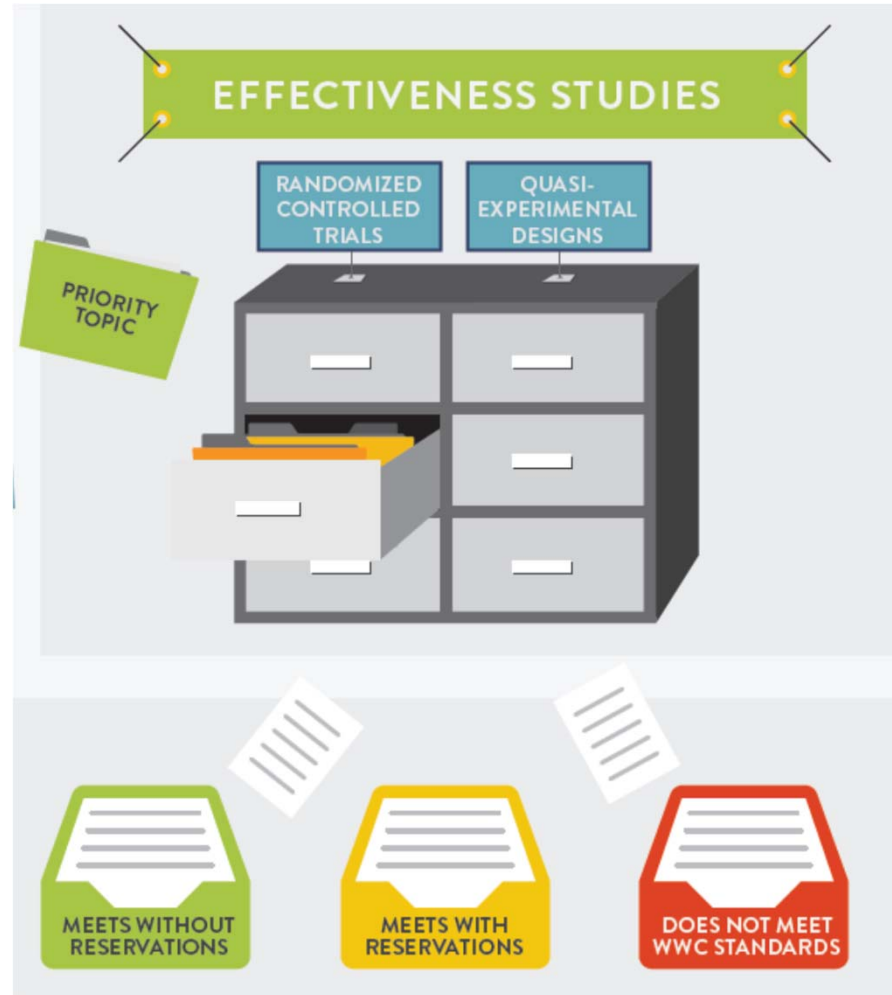 EFFECTIVENESS STUDIES
RANDOMIZED
CONTROLLED
TRIALS
QUASI-
EXPERIMENTAL
DESIGNS
PRIORITY
TOPIC
MEETS WITHOUT
RESERVATIONS
MEETS WITH
RESERVATIONS
DOES NOT MEET
WWC STANDARDS